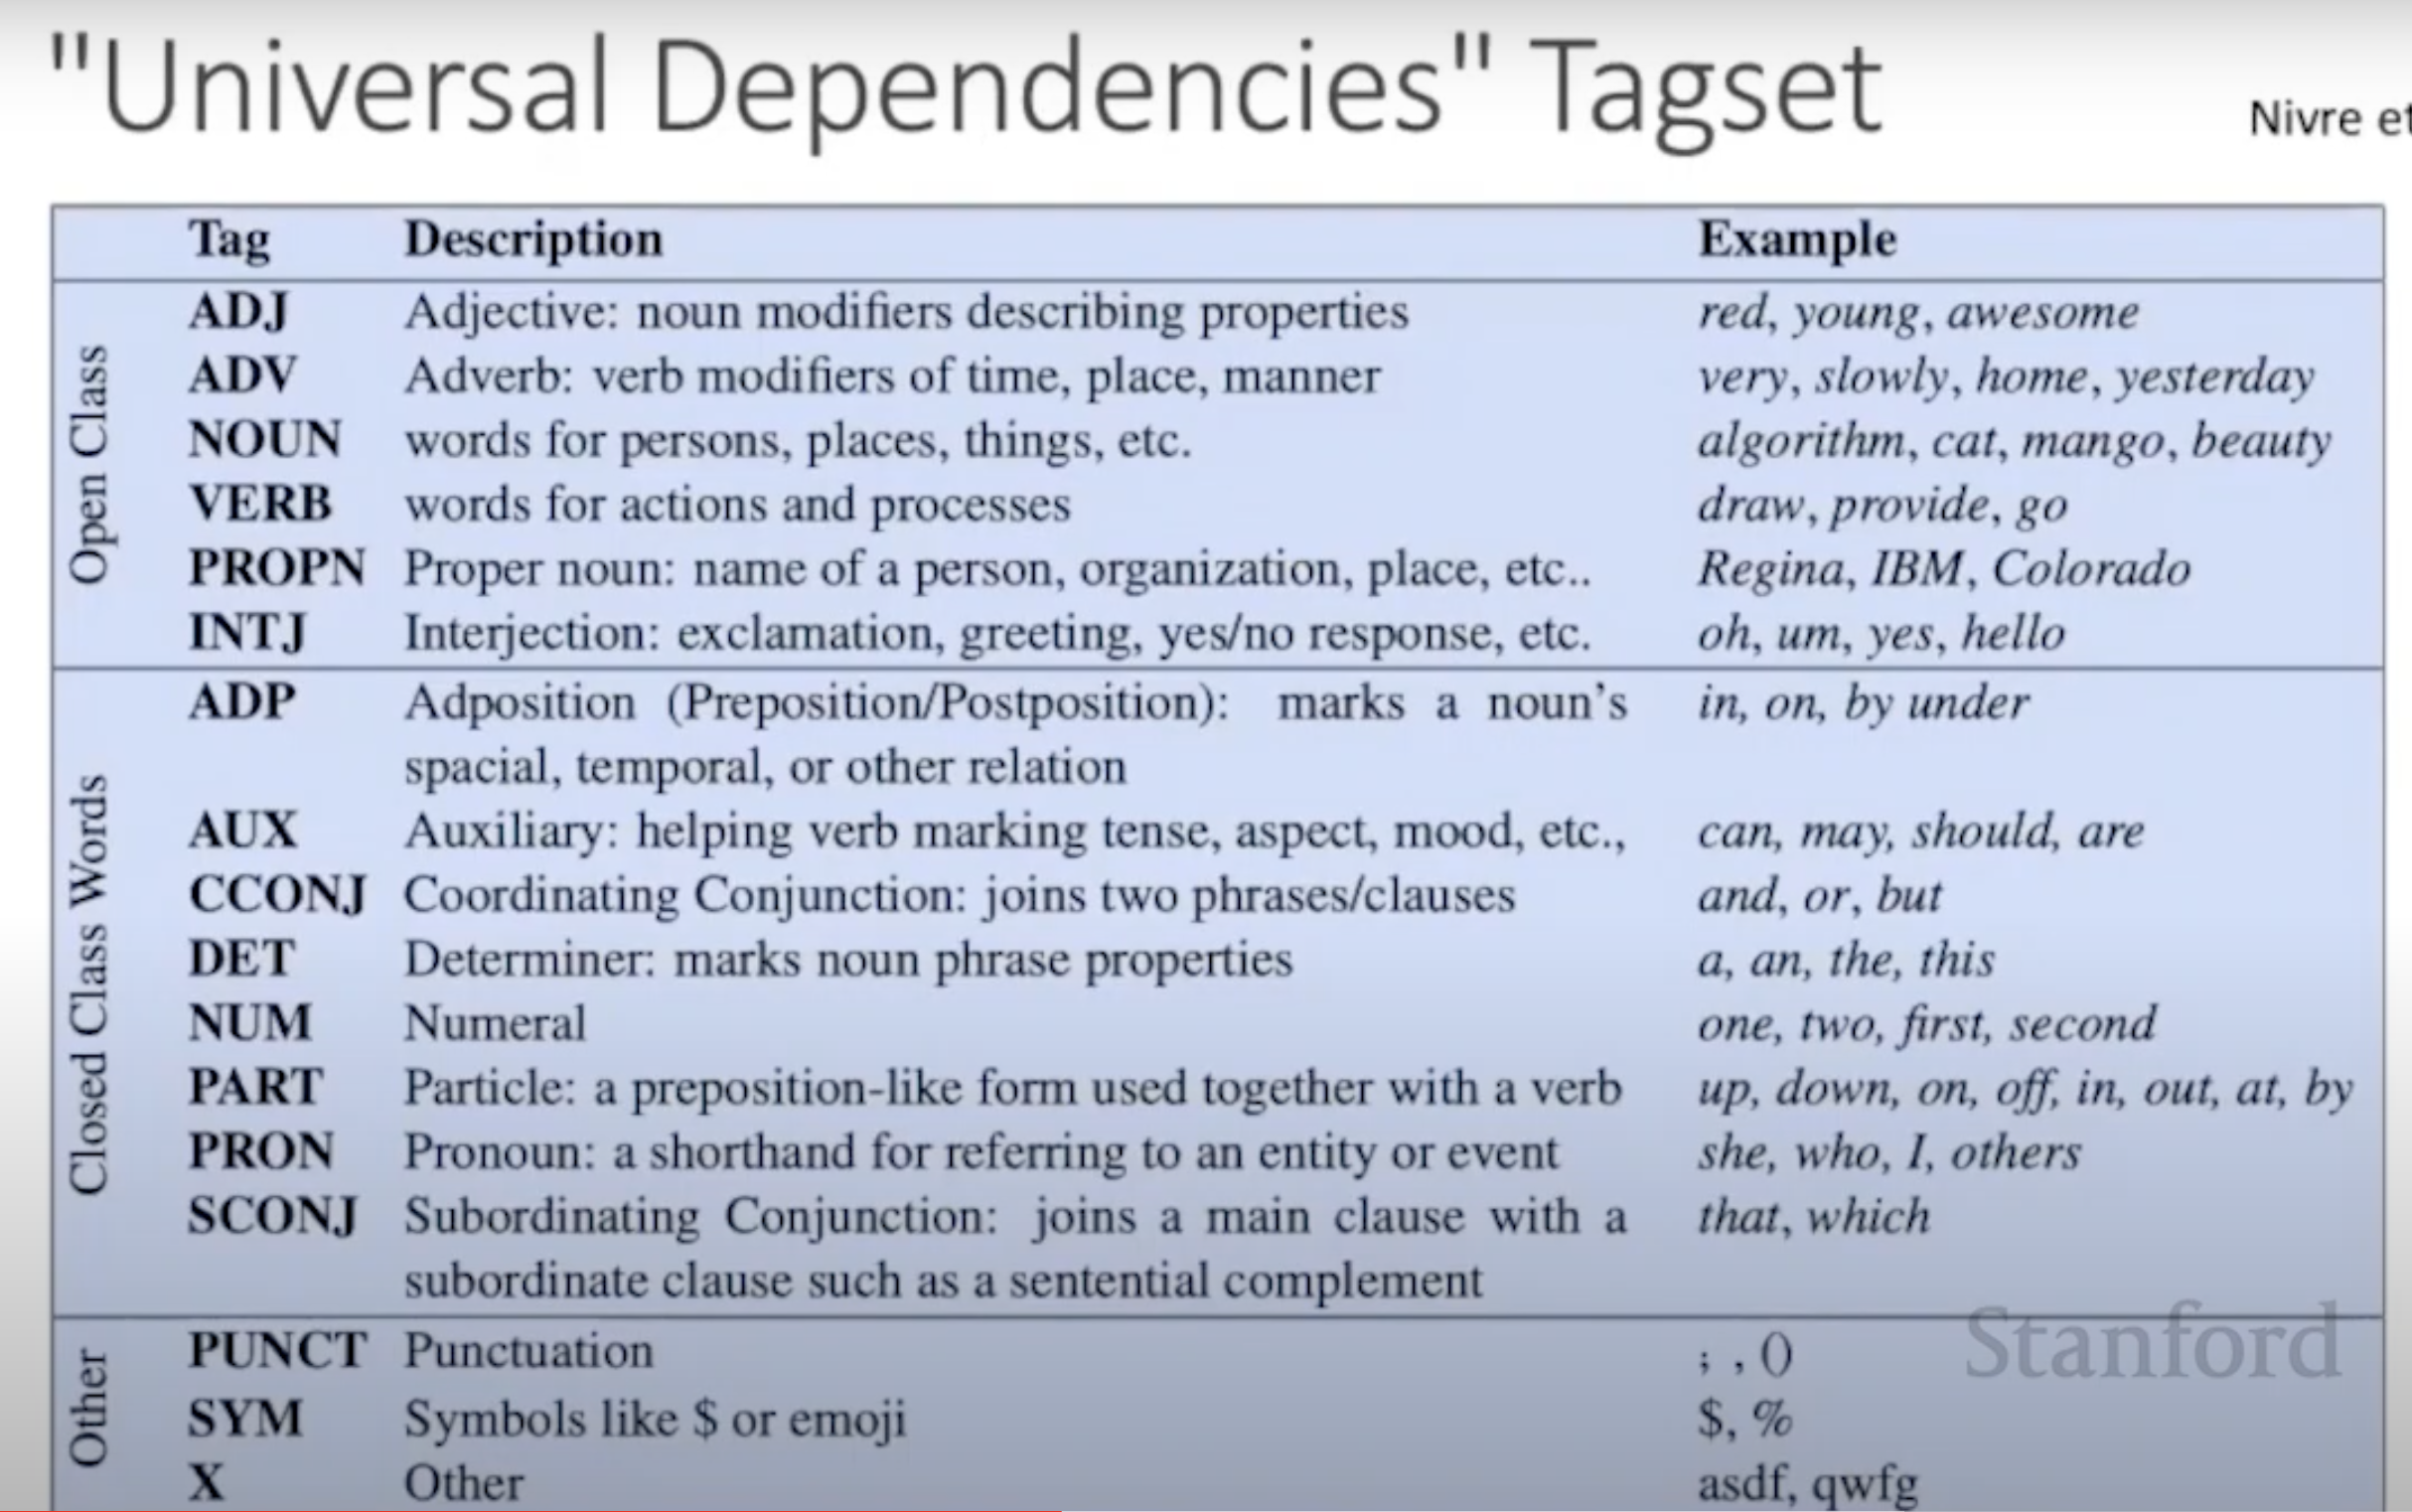 "Universal Dependencies" Tagset
Nivre et
Tag Description Example
Open Class
ADJ Adjective: noun modifiers describing properties red, young, awesome
ADV Adverb: verb modifiers of time, place, manner very, slowly, home, yesterday
NOUN words for persons, places, things, etc. algorithm, cat, mango, beauty
VERB words for actions and processes draw, provide, go
PROPN Proper noun: name of a person, organization, place, etc.. Regina, IBM, Colorado
INTJ Interjection: exclamation, greeting, yes/no response, etc. oh, um, yes, hello
Closed Class Words
ADP Adposition (Preposition/Postposition): marks a noun's in, on, by under
spacial, temporal, or other relation
AUX Auxiliary: helping verb marking tense, aspect, mood, etc., can, may, should, are
CCONJ Coordinating Conjunction: joins two phrases/clauses and, or, but
DET Determiner: marks noun phrase properties a, an, the, this
NUM Numeral one, two, first, second
PART Particle: a preposition-like form used together with a verb up, down, on, off, in, out, at, by
PRON Pronoun: a shorthand for referring to an entity or event she, who, I, others
SCONJ Subordinating Conjunction: joins a main clause with a that, which
subordinate clause such as a sentential complement
Other
PUNCT Punctuation ; , ()
Stanford
SYM Symbols like $ or emoji $, %
X Other asdf, qwfg